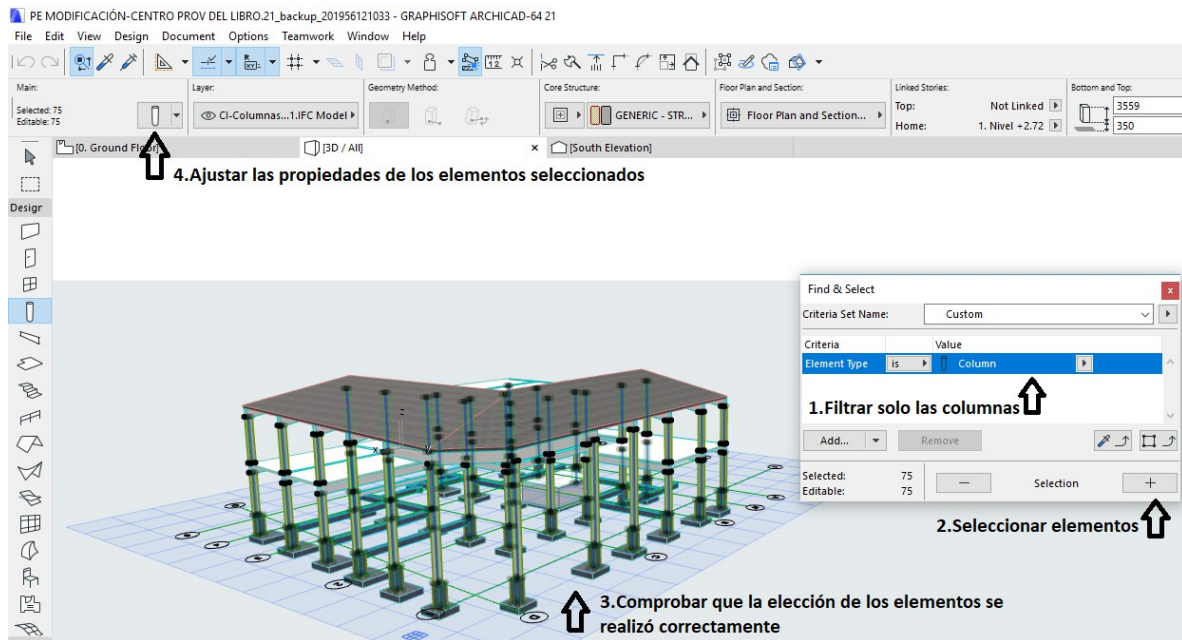 PE MODIFICACIÓN-CENTRO PROV DEL LIBRO.21_backup_201956121033 - GRAPHISOFT ARCHICAD-64 21
File Edit View Design Document Options Teamwork Window Help
Main: Layer: Geometry Method: Core Structure: Floor Plan and Section: Linked Stories: Bottom and Top:
Selected: 75
Editable: 75
CI-Columnas...1.IFC Model
GENERIC - STR...
Floor Plan and Section...
Top: Not Linked 3559
Home: 1. Nivel +2.72 350
[0. Ground Floor] [3D / All] [South Elevation]
4.Ajustar las propiedades de los elementos seleccionados
Design
Find & Select
Criteria Set Name: Custom
Criteria Value
Element Type is Column
1.Filtrar solo las columnas
Add... Remove
Selected: 75
Editable: 75
Selection
2.Seleccionar elementos
3.Comprobar que la elección de los elementos se
realizó correctamente